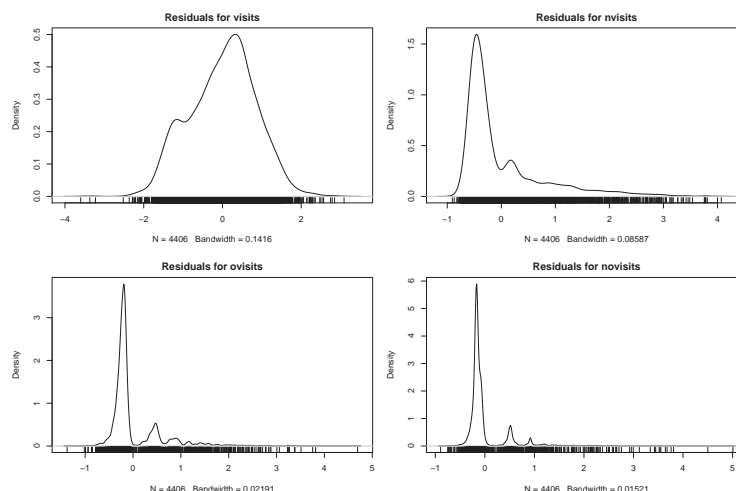 Residuals for visits
Density
0.0 0.1 0.2 0.3 0.4 0.5
−4 −2 0 2
N = 4406 Bandwidth = 0.1416
Residuals for nvisits
Density
0.0 0.5 1.0 1.5
−1 0 1 2 3 4
N = 4406 Bandwidth = 0.08587
Residuals for ovisits
Density
0 1 2 3
−1 0 1 2 3 4 5
N = 4406 Bandwidth = 0.02191
Residuals for novisits
Density
0 1 2 3 4 5 6
−1 0 1 2 3 4 5
N = 4406 Bandwidth = 0.01521